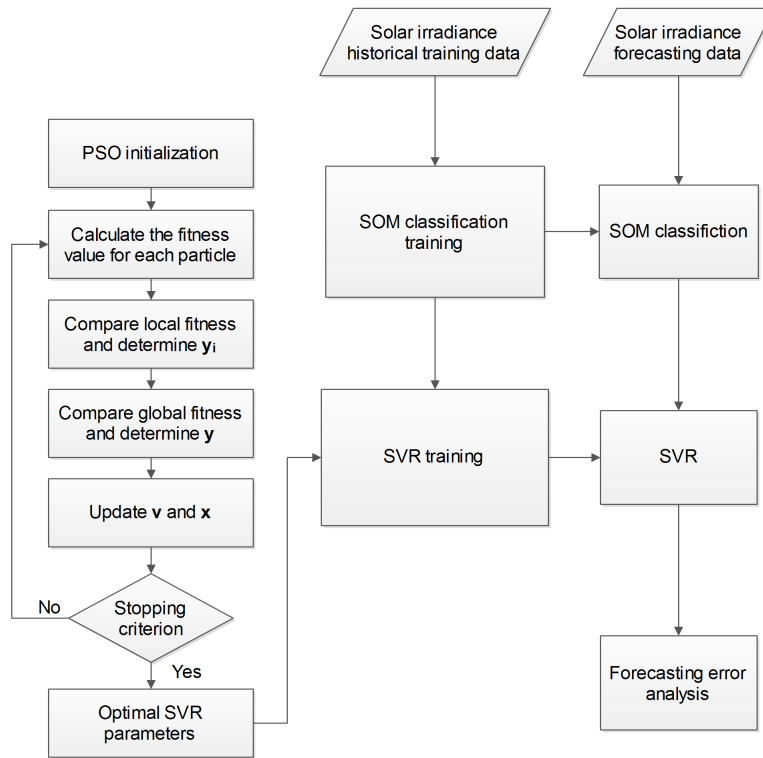 Solar irradiance
historical training data
Solar irradiance
forecasting data
PSO initialization
Calculate the fitness
value for each particle
Compare local fitness
and determine yᵢ
Compare global fitness
and determine y
Update v and x
Stopping
criterion
No
Yes
Optimal SVR
parameters
SOM classification
training
SOM classifiction
SVR training
SVR
Forecasting error
analysis